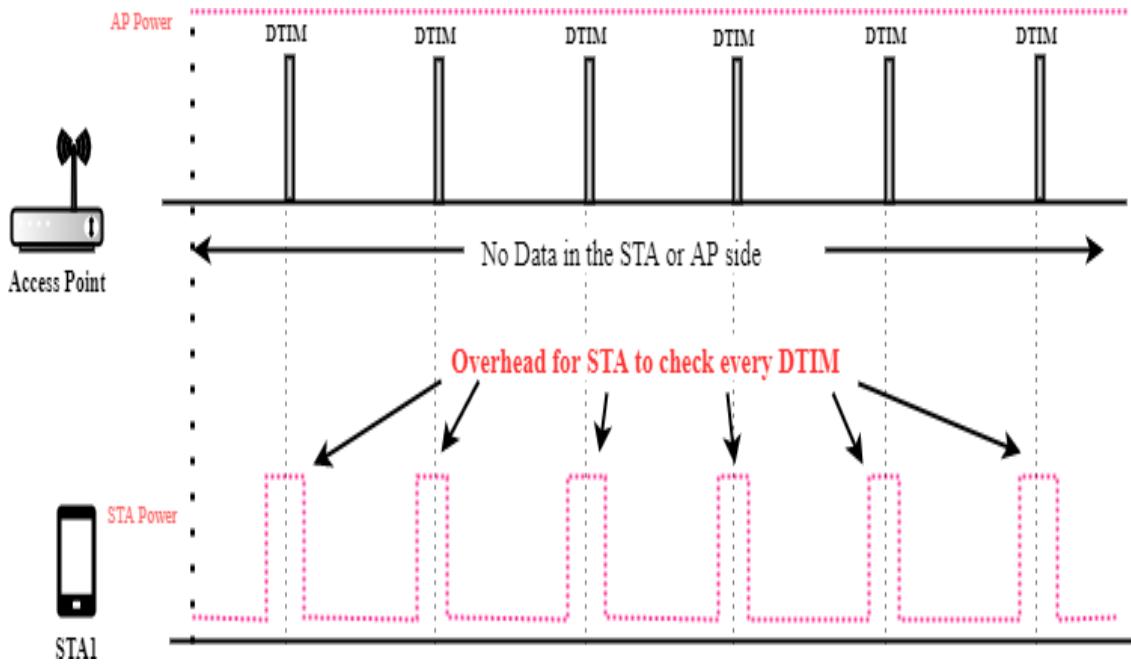 AP Power
DTIM DTIM DTIM DTIM DTIM DTIM
No Data in the STA or AP side
Access Point
Overhead for STA to check every DTIM
STA Power
STA1